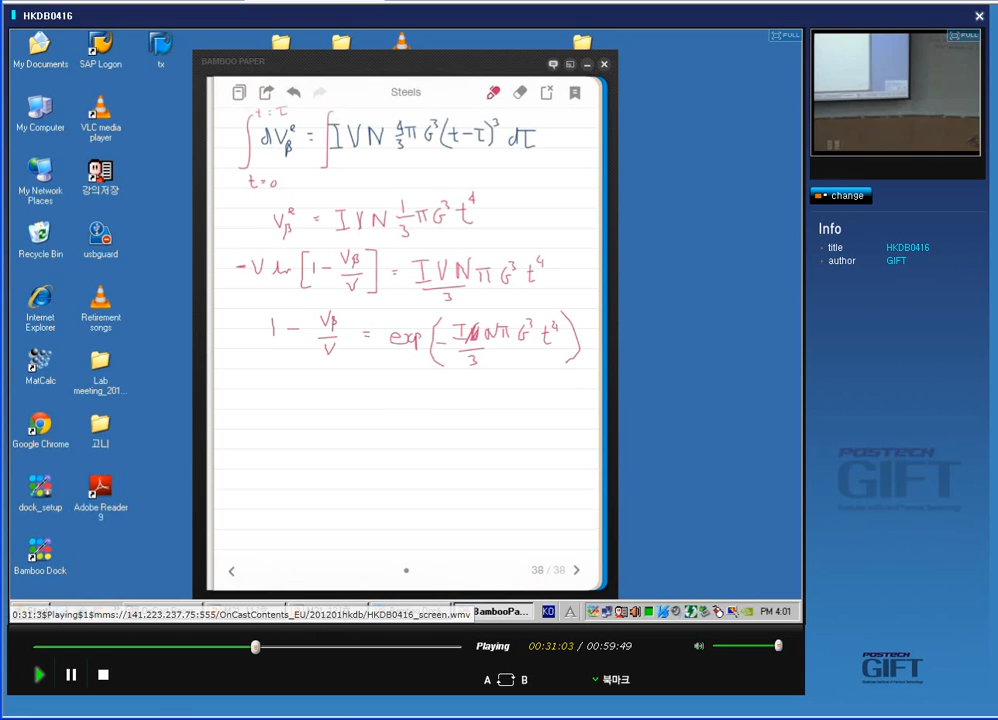 HKDB0416
My Documents
SAP Logon
tx
My Computer
VLC media player
My Network Places
강의저장
Recycle Bin
usbguard
Internet Explorer
Retirement songs
MatCalc
Lab meeting_201...
Google Chrome
고니
dock_setup
Adobe Reader 9
Bamboo Dock
BAMBOO PAPER
Steels
∫_{t=0}^{t=τ} dV_β^e = ∫ I V N 4/3 π G³ (t-τ)³ dτ
V_β^e = I V N 1/3 π G³ t⁴
- V ln [1 - V_β/V] = I V N/3 π G³ t⁴
1 - V_β/V = exp(- I N π G³ t⁴ / 3)
38 / 38
FULL
FULL
change
Info
title HKDB0416
author GIFT
POSTECH
GIFT
0:31:3$Playing$1$mms://141.223.237.75:555/OnCastContents_EU/201201hkdb/HKDB0416_screen.wmv
BambooPa...
KO
A
PM 4:01
Playing 00:31:03 / 00:59:49
A B
북마크
POSTECH
GIFT